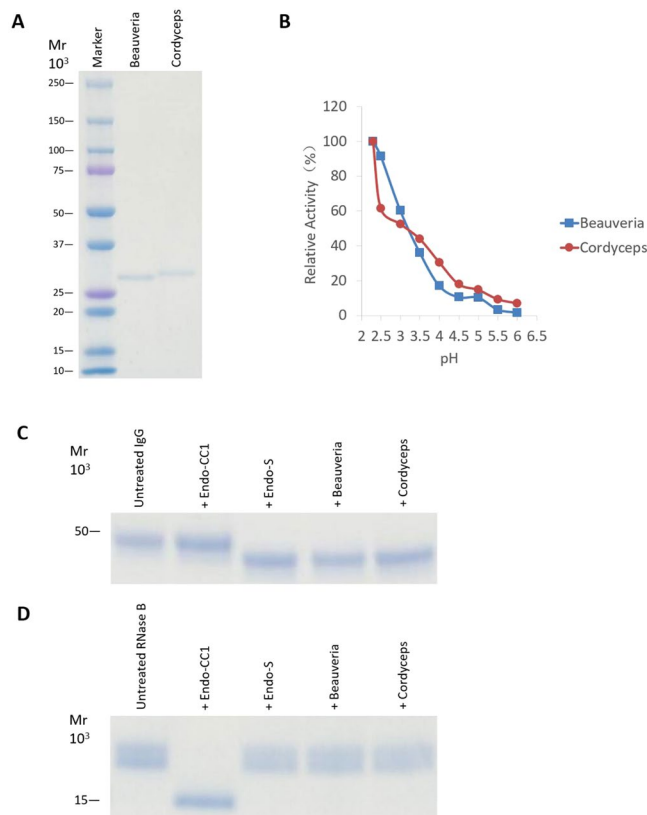 A
Mr
10³
Marker
Beauveria
Cordyceps
250
150
100
75
50
37
25
20
15
10
B
120
100
80
60
40
20
0
2 2.5 3 3.5 4 4.5 5 5.5 6 6.5
pH
Relative Activity (%)
Beauveria
Cordyceps
C
Mr
10³
Untreated IgG
+ Endo-CC1
+ Endo-S
+ Beauveria
+ Cordyceps
50
D
Mr
10³
Untreated RNase B
+ Endo-CC1
+ Endo-S
+ Beauveria
+ Cordyceps
15